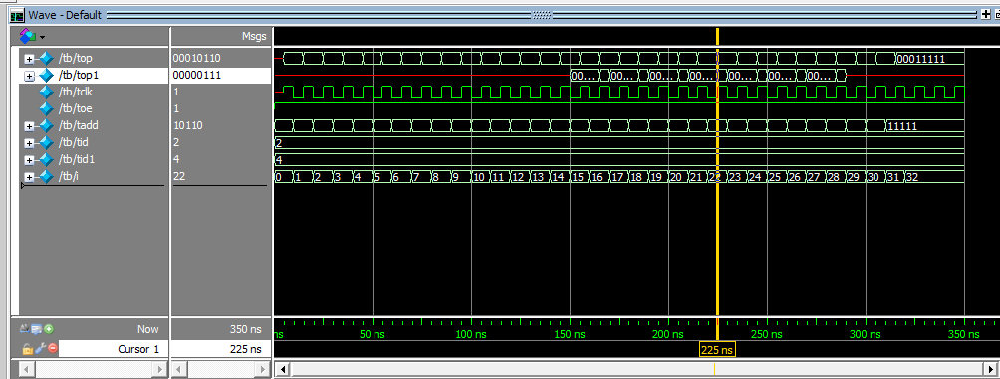 Wave - Default
Msgs
/tb/top 00010110 00011111
/tb/top1 00000111 00... 00... 00... 00... 00... 00... 00...
/tb/tclk 1
/tb/toe 1
/tb/tadd 10110 11111
/tb/tid 2 2
/tb/tid1 4 4
/tb/i 22 0 1 2 3 4 5 6 7 8 9 10 11 12 13 14 15 16 17 18 19 20 21 22 23 24 25 26 27 28 29 30 31 32
Now 350 ns ns 50 ns 100 ns 150 ns 200 ns 250 ns 300 ns 350 ns
Cursor 1 225 ns 225 ns